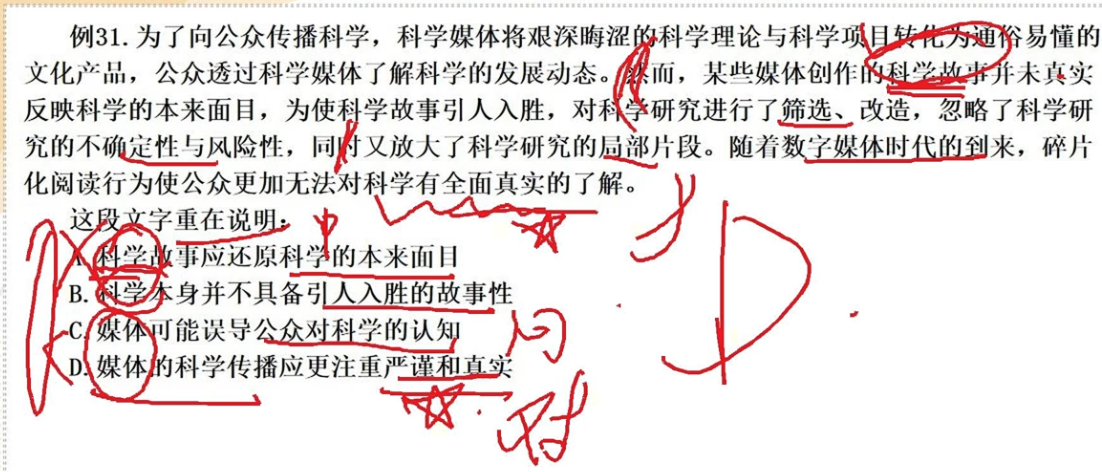 例31.为了向公众传播科学，科学媒体将艰深晦涩的科学理论与科学项目转化为通俗易懂的
文化产品，公众透过科学媒体了解科学的发展动态。然而，某些媒体创作的科学故事并未真实
反映科学的本来面目，为使科学故事引人入胜，对科学研究进行了筛选、改造，忽略了科学研
究的不确定性与风险性，同时又放大了科学研究的局部片段。随着数字媒体时代的到来，碎片
化阅读行为使公众更加无法对科学有全面真实的了解。
这段文字重在说明：
A.科学故事应还原科学的本来面目
B.科学本身并不具备引人入胜的故事性
C.媒体可能误导公众对科学的认知
问
D.媒体的科学传播应更注重严谨和真实
对
D